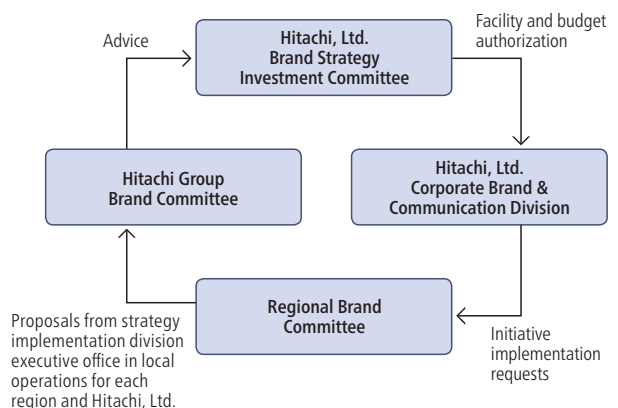 Advice
Hitachi, Ltd.
Brand Strategy
Investment Committee
Facility and budget
authorization
Hitachi Group
Brand Committee
Hitachi, Ltd.
Corporate Brand &
Communication Division
Regional Brand
Committee
Proposals from strategy
implementation division
executive office in local
operations for each
region and Hitachi, Ltd.
Initiative
implementation
requests